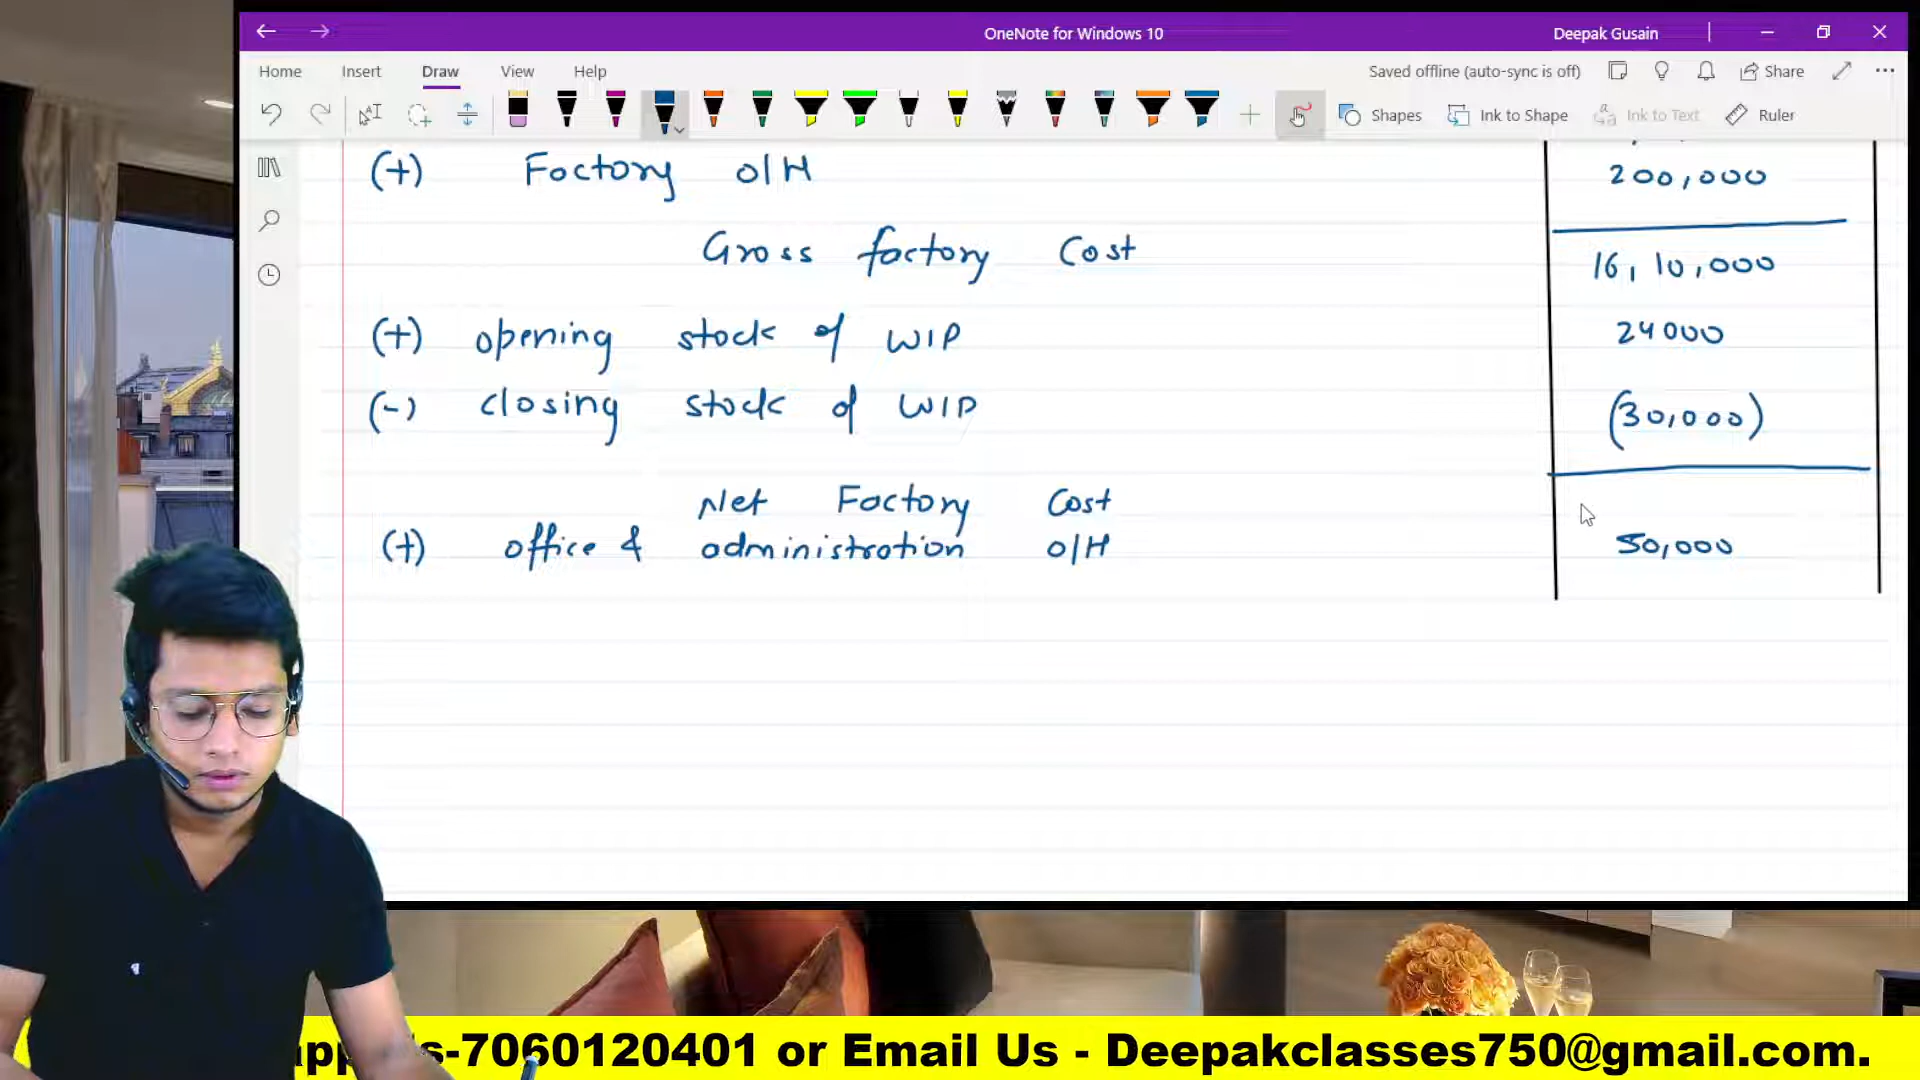 OneNote for Windows 10
Deepak Gusain
Home Insert Draw View Help
Saved offline (auto-sync is off) Share
Shapes Ink to Shape Ink to Text Ruler
(+) Factory O/H 200,000
Gross factory Cost 16,10,000
(+) opening stock of WIP 24000
(-) closing stock of WIP (30,000)
Net Factory Cost
(+) office & administration O/H 50,000
-7060120401 or Email Us - Deepakclasses750@gmail.com.